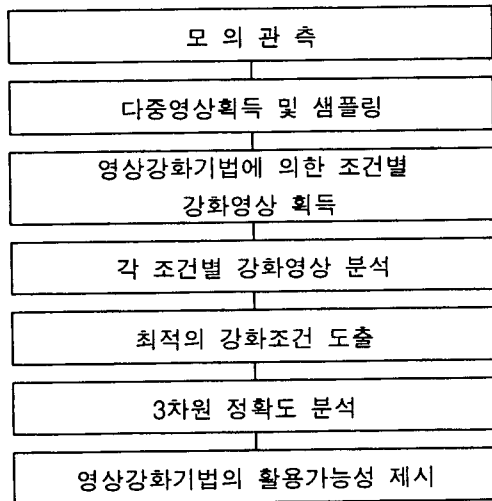 모 의 관 측
다중영상획득 및 샘플링
영상강화기법에 의한 조건별
강화영상 획득
각 조건별 강화영상 분석
최적의 강화조건 도출
3차원 정확도 분석
영상강화기법의 활용가능성 제시